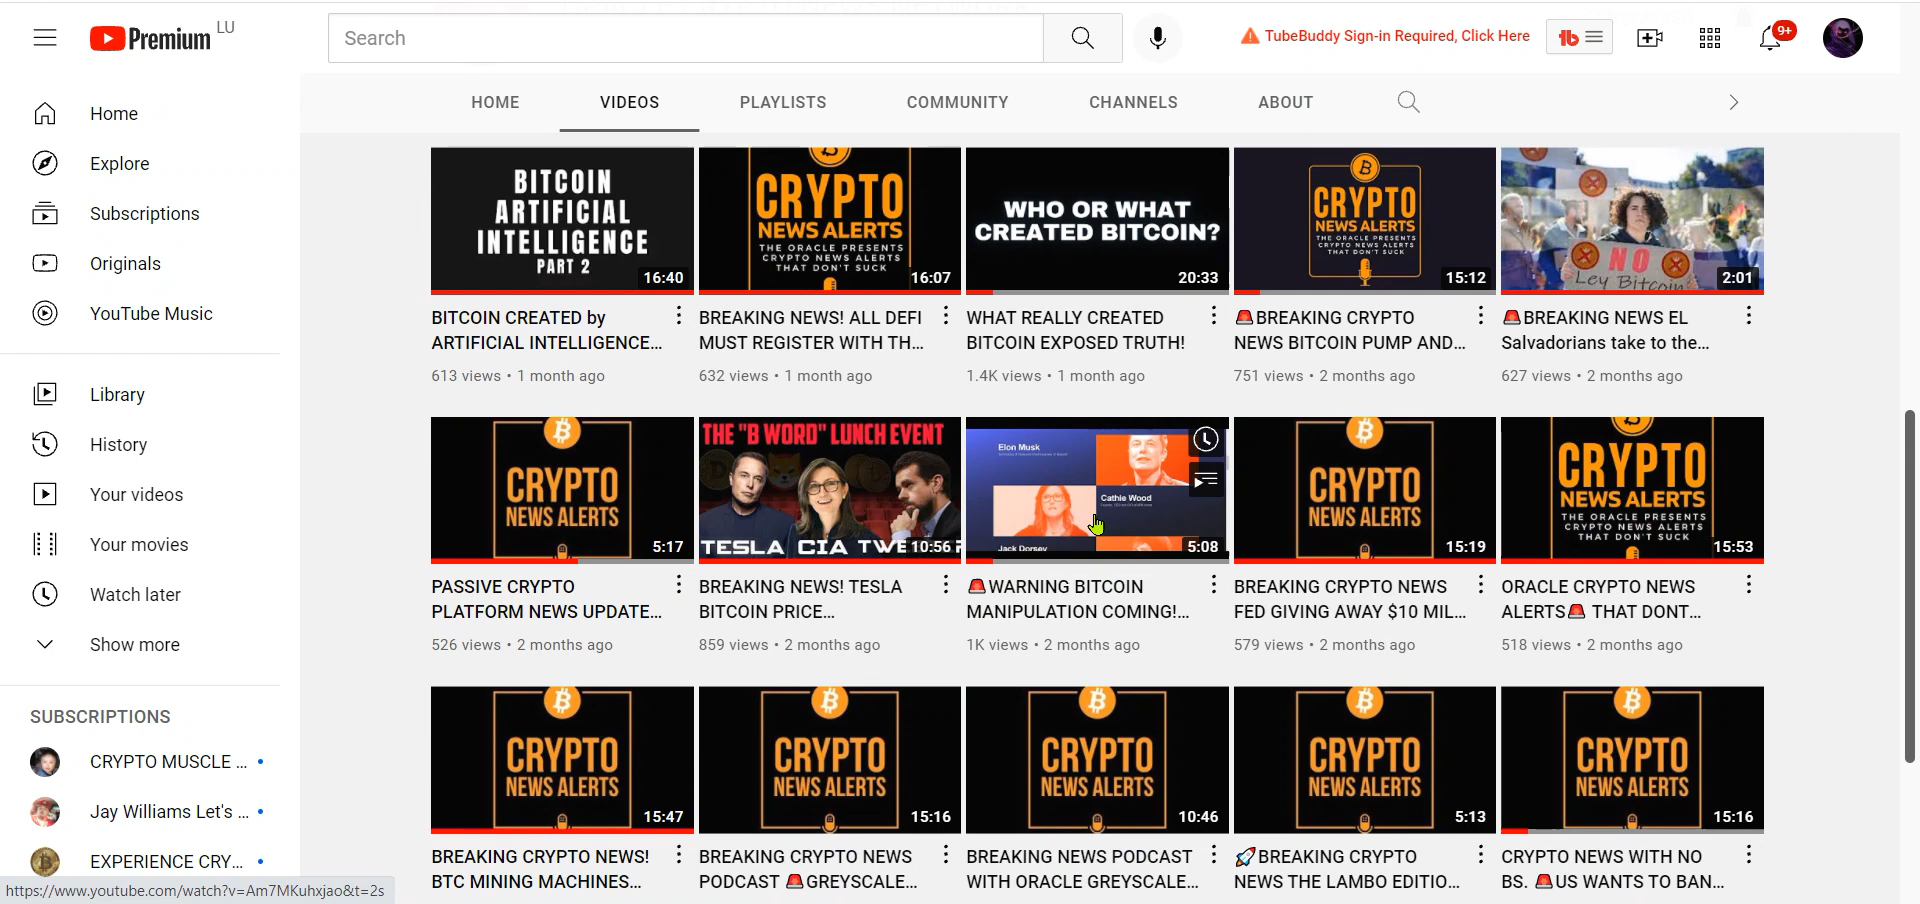 Premium LU
Search
TubeBuddy Sign-in Required, Click Here
tb
9+
Home
Explore
Subscriptions
Originals
YouTube Music
Library
History
Your videos
Your movies
Watch later
Show more
SUBSCRIPTIONS
CRYPTO MUSCLE ...
Jay Williams Let's ...
EXPERIENCE CRY...
HOME VIDEOS PLAYLISTS COMMUNITY CHANNELS ABOUT
BITCOIN
ARTIFICIAL
INTELLIGENCE
PART 2
16:40
BITCOIN CREATED by
ARTIFICIAL INTELLIGENCE...
613 views • 1 month ago
CRYPTO
NEWS ALERTS
THE ORACLE PRESENTS
CRYPTO NEWS ALERTS
THAT DON'T SUCK
16:07
BREAKING NEWS! ALL DEFI
MUST REGISTER WITH TH...
632 views • 1 month ago
WHO OR WHAT
CREATED BITCOIN?
20:33
WHAT REALLY CREATED
BITCOIN EXPOSED TRUTH!
1.4K views • 1 month ago
CRYPTO
NEWS ALERTS
THE ORACLE PRESENTS
CRYPTO NEWS ALERTS
THAT DON'T SUCK
15:12
🚨BREAKING CRYPTO
NEWS BITCOIN PUMP AND...
751 views • 2 months ago
NO
Ley Bitcoin
2:01
🚨BREAKING NEWS EL
Salvadorians take to the...
627 views • 2 months ago
CRYPTO
NEWS ALERTS
5:17
PASSIVE CRYPTO
PLATFORM NEWS UPDATE...
526 views • 2 months ago
THE "B WORD" LUNCH EVENT
TESLA CIA TWE
10:56
BREAKING NEWS! TESLA
BITCOIN PRICE...
859 views • 2 months ago
Elon Musk
Cathie Wood
Jack Dorsey
5:08
🚨WARNING BITCOIN
MANIPULATION COMING!...
1K views • 2 months ago
CRYPTO
NEWS ALERTS
15:19
BREAKING CRYPTO NEWS
FED GIVING AWAY $10 MIL...
579 views • 2 months ago
CRYPTO
NEWS ALERTS
THE ORACLE PRESENTS
CRYPTO NEWS ALERTS
THAT DON'T SUCK
15:53
ORACLE CRYPTO NEWS
ALERTS🚨 THAT DONT...
518 views • 2 months ago
CRYPTO
NEWS ALERTS
15:47
BREAKING CRYPTO NEWS!
BTC MINING MACHINES...
CRYPTO
NEWS ALERTS
15:16
BREAKING CRYPTO NEWS
PODCAST 🚨GREYSCALE...
CRYPTO
NEWS ALERTS
10:46
BREAKING NEWS PODCAST
WITH ORACLE GREYSCALE...
CRYPTO
NEWS ALERTS
5:13
🚀BREAKING CRYPTO
NEWS THE LAMBO EDITIO...
CRYPTO
NEWS ALERTS
15:16
CRYPTO NEWS WITH NO
BS. 🚨US WANTS TO BAN...
https://www.youtube.com/watch?v=Am7MKuhxjao&t=2s